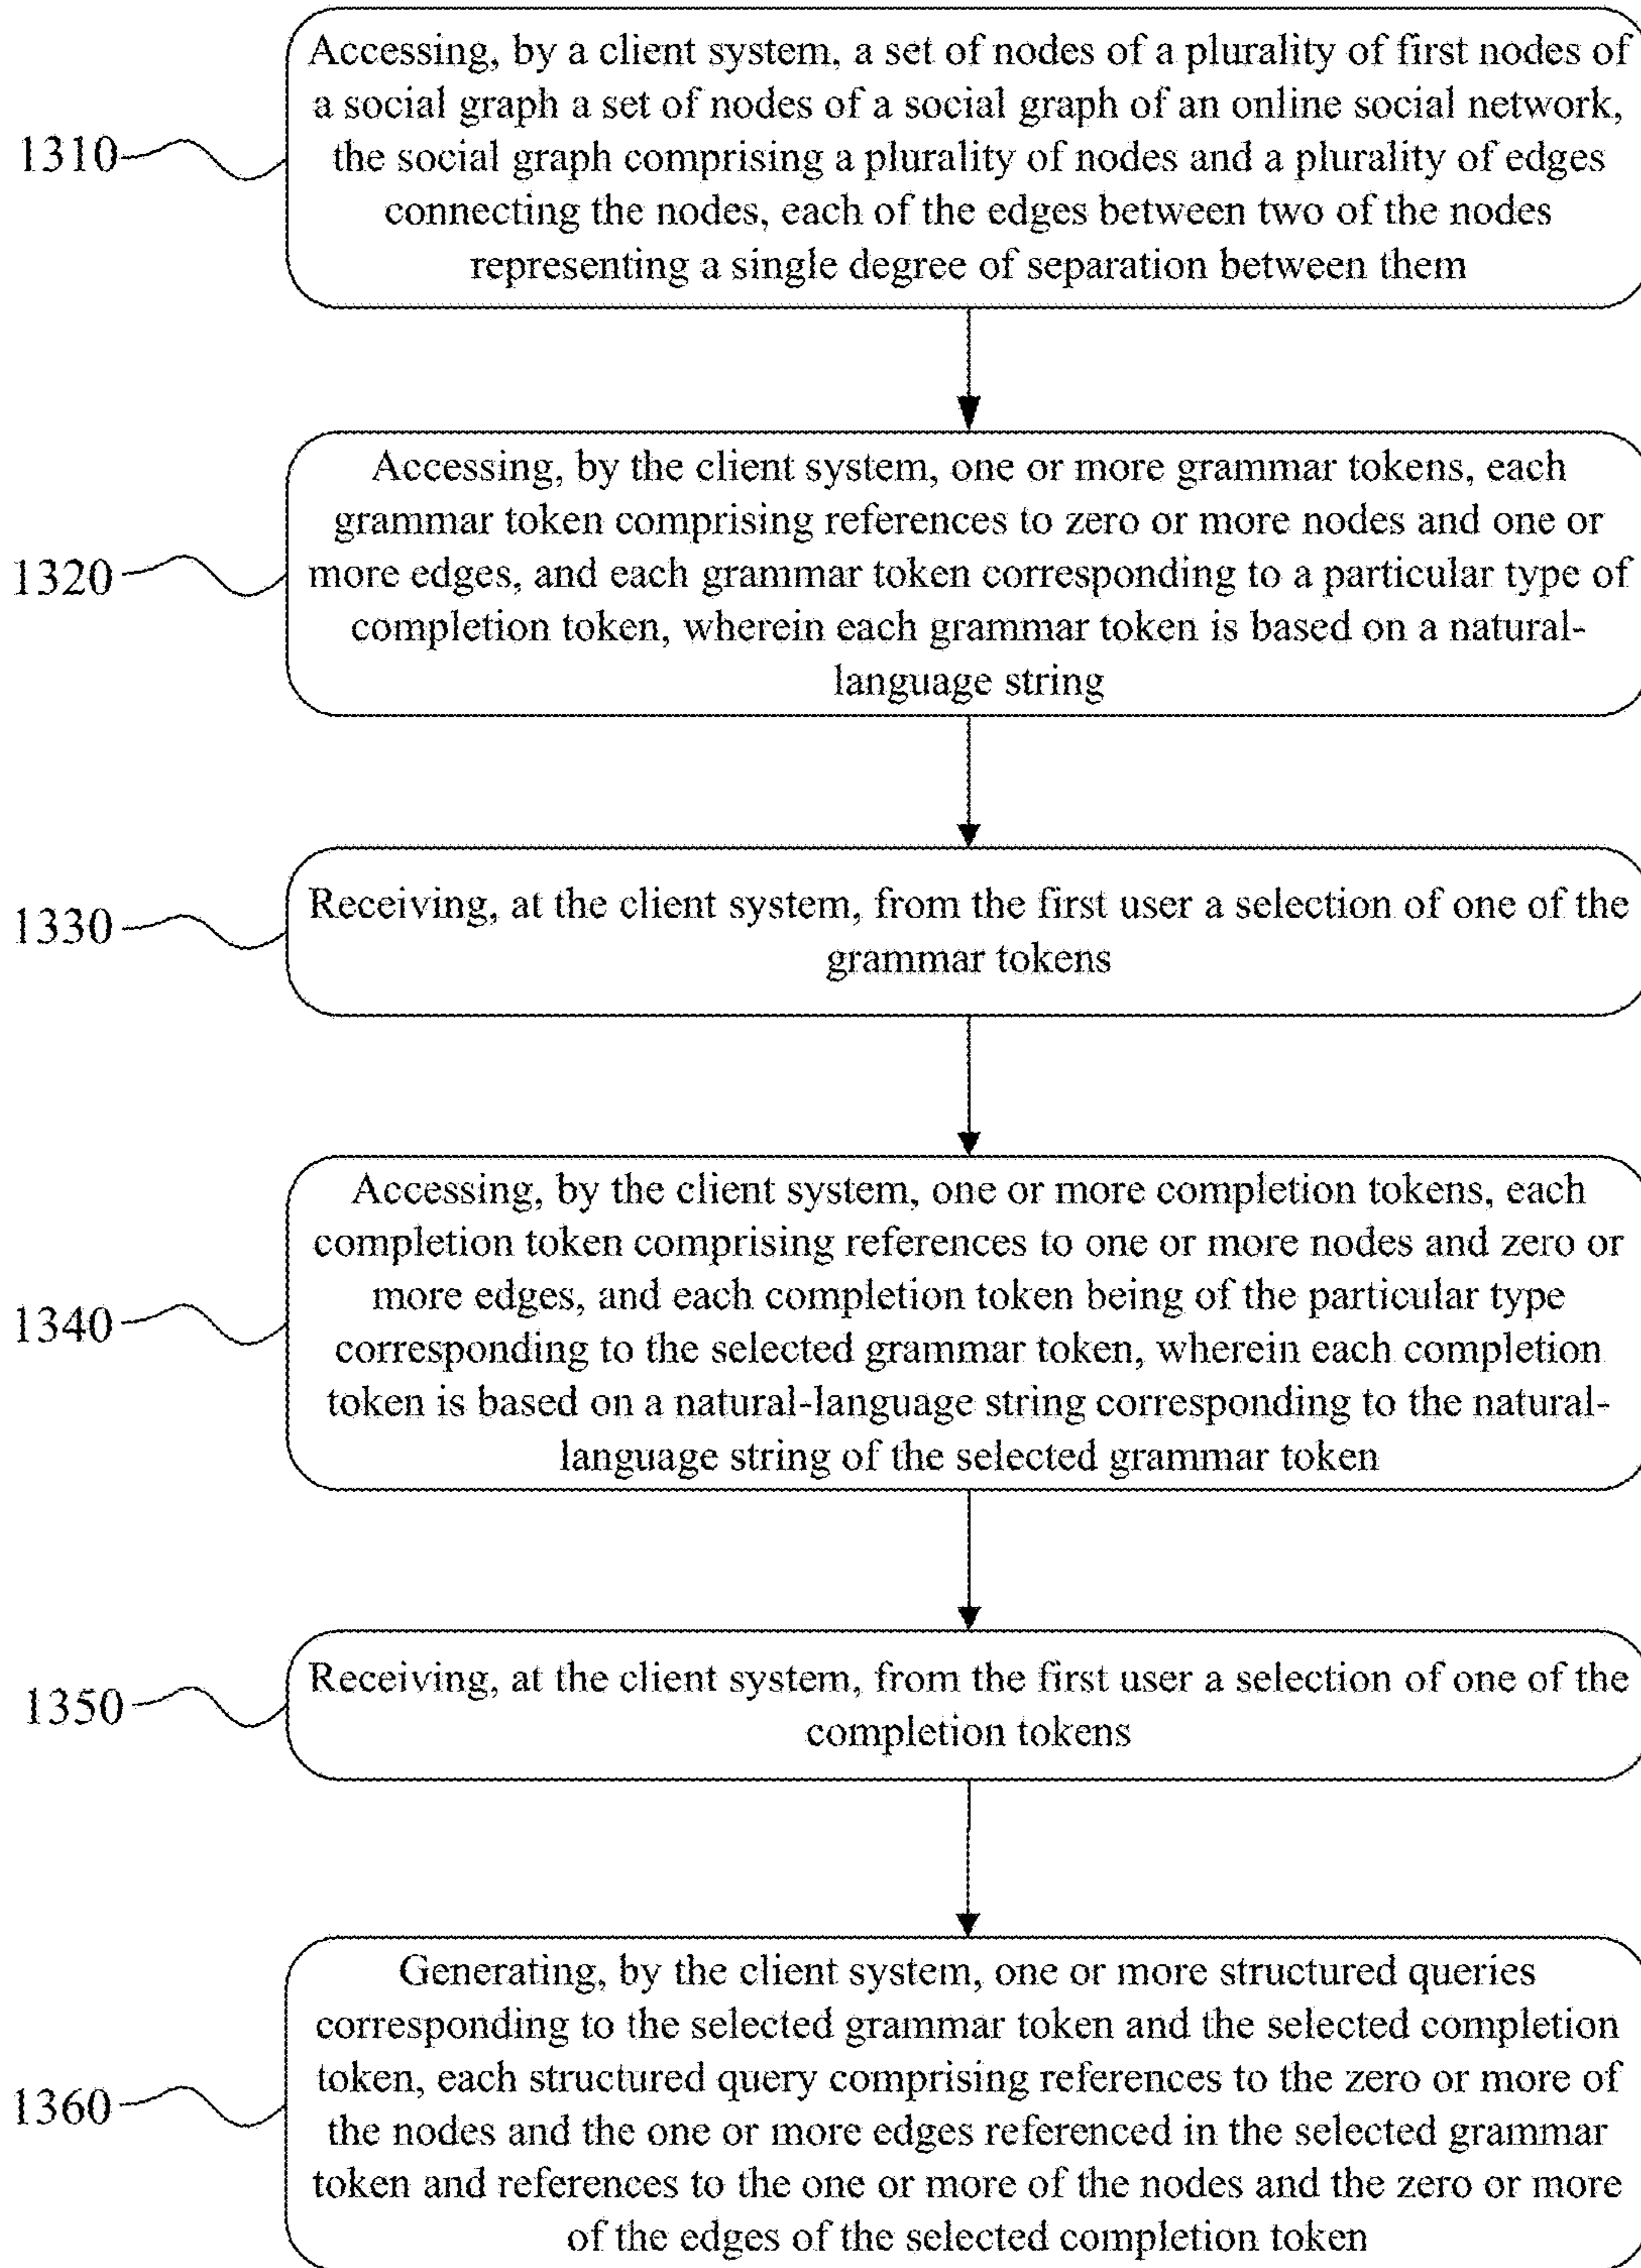 Accessing, by a client system, a set of nodes of a plurality of first nodes of
a social graph a set of nodes of a social graph of an online social network,
1310
the social graph comprising a plurality of nodes and a plurality of edges
connecting the nodes, each of the edges between two of the nodes
representing a single degree of separation between them
Accessing, by the client system, one or more grammar tokens, each
grammar token comprising references to zero or more nodes and one or
1320
more edges, and each grammar token corresponding to a particular type of
completion token, wherein each grammar token is based on a natural-
language string
1330
Receiving, at the client system, from the first user a selection of one of the
grammar tokens
Accessing, by the client system, one or more completion tokens, each
completion token comprising references to one or more nodes and zero or
more edges, and each completion token being of the particular type
1340
corresponding to the selected grammar token, wherein each completion
token is based on a natural-language string corresponding to the natural-
language string of the selected grammar token
1350
Receiving, at the client system, from the first user a selection of one of the
completion tokens
Generating, by the client system, one or more structured queries
corresponding to the selected grammar token and the selected completion
token, each structured query comprising references to the zero or more of
1360
the nodes and the one or more edges referenced in the selected grammar
token and references to the one or more of the nodes and the zero or more
of the edges of the selected completion token